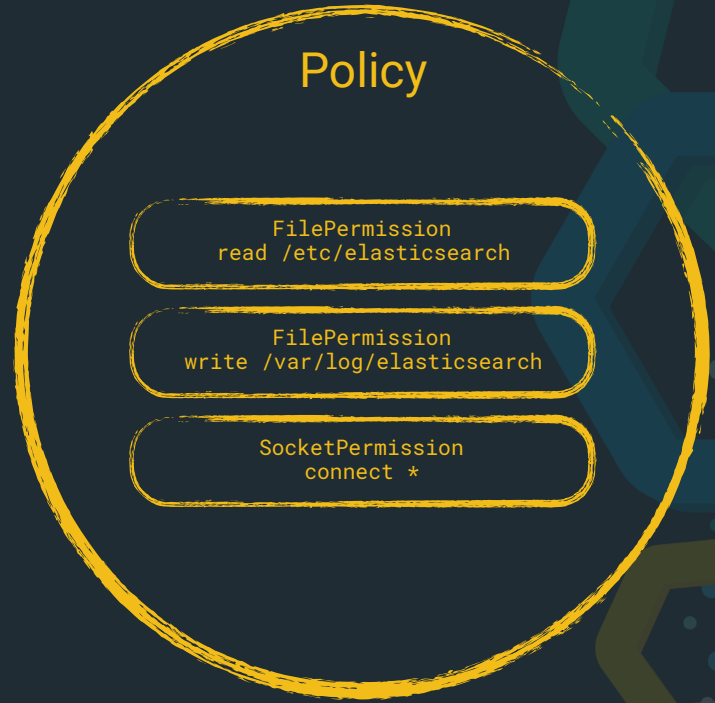 Policy
FilePermission
read /etc/elasticsearch
FilePermission
write /var/log/elasticsearch
SocketPermission
connect *